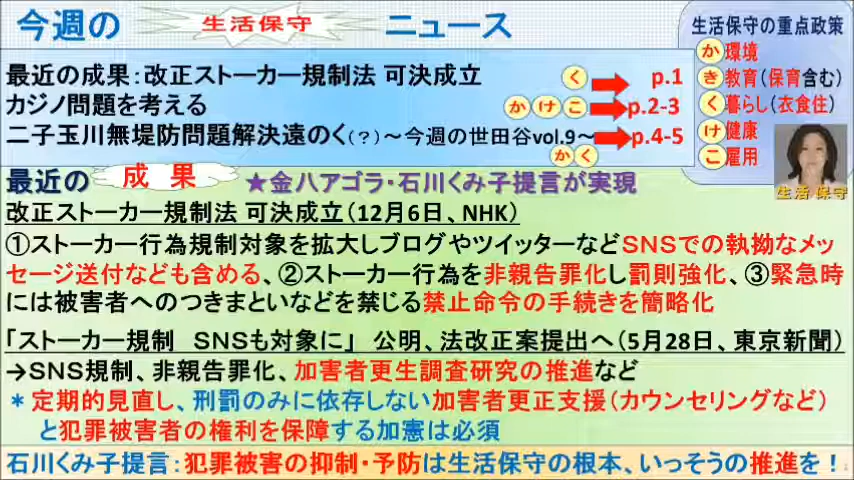 今週の 生活保守 ニュース
最近の成果：改正ストーカー規制法 可決成立 く p.1
カジノ問題を考える か け こ p.2-3
二子玉川無堤防問題解決遠のく（？）～今週の世田谷vol.9～ p.4-5
か く
生活保守の重点政策
か 環境
き 教育（保育含む）
く 暮らし（衣食住）
け 健康
こ 雇用
生活保守
最近の 成果 ★金八アゴラ・石川くみ子提言が実現
改正ストーカー規制法 可決成立（12月6日、NHK）
①ストーカー行為規制対象を拡大しブログやツイッターなどＳＮＳでの執拗なメッ
セージ送付なども含める、②ストーカー行為を非親告罪化し罰則強化、③緊急時
には被害者へのつきまといなどを禁じる禁止命令の手続きを簡略化
「ストーカー規制　ＳＮＳも対象に」　公明、法改正案提出へ（5月28日、東京新聞）
→ＳＮＳ規制、非親告罪化、加害者更生調査研究の推進など
＊定期的見直し、刑罰のみに依存しない加害者更正支援（カウンセリングなど）
と犯罪被害者の権利を保障する加憲は必須
石川くみ子提言：犯罪被害の抑制・予防は生活保守の根本、いっそうの推進を！